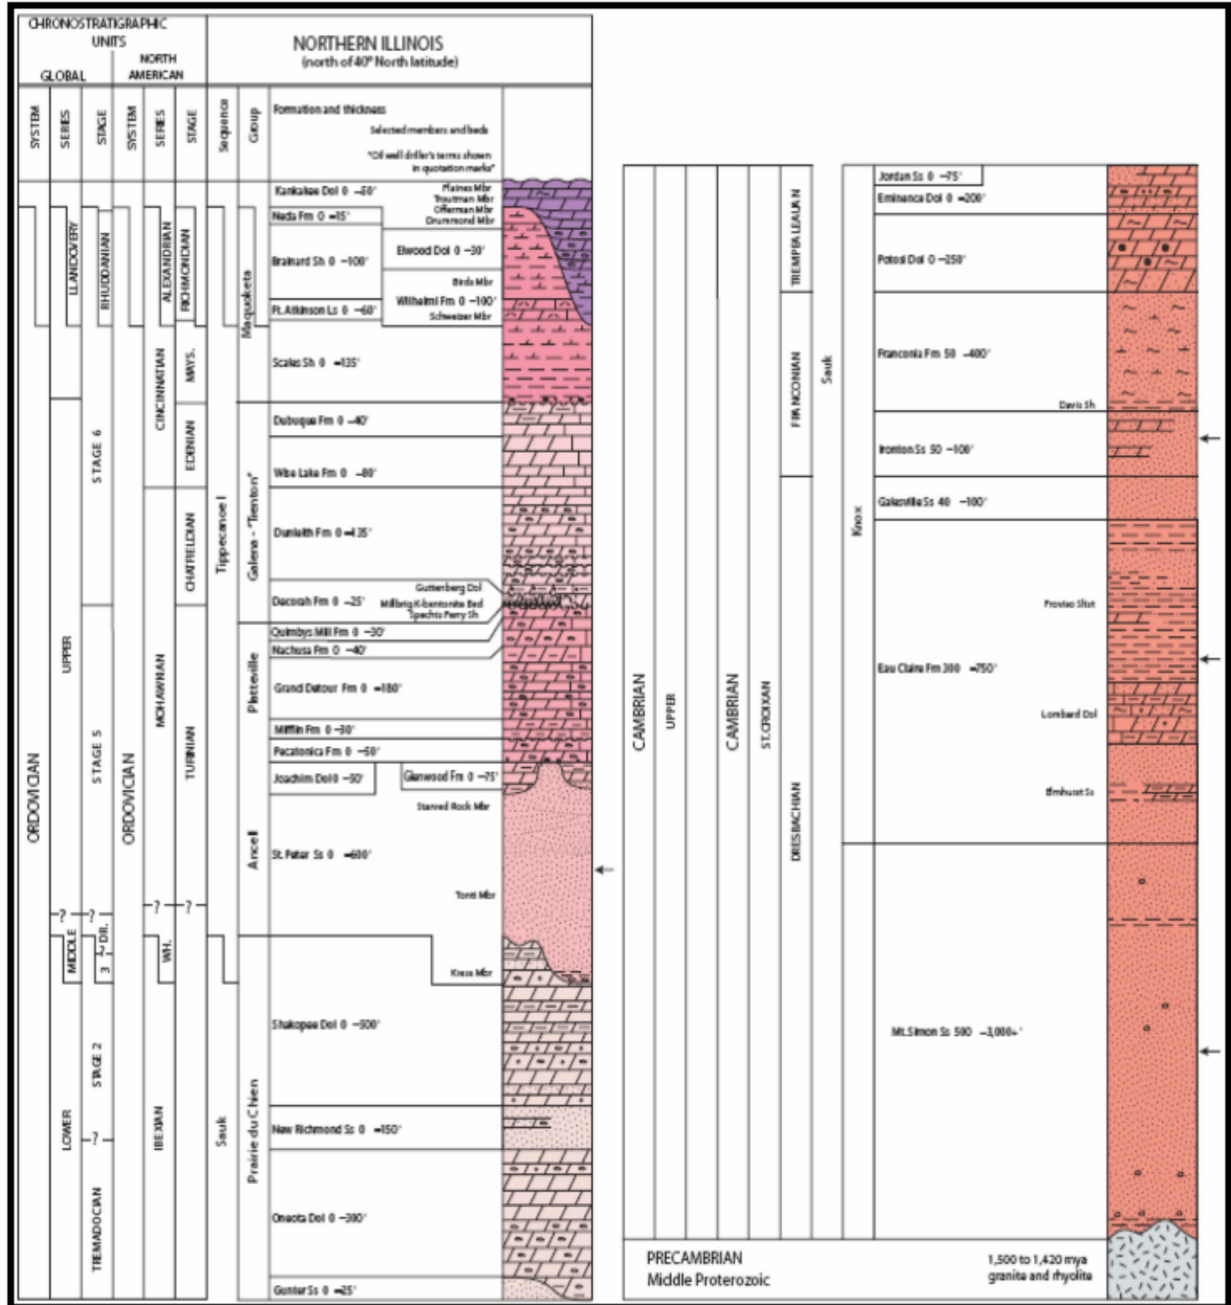 CHRONOSTRATIGRAPHIC
UNITS
GLOBAL
NORTH
AMERICAN
NORTHERN ILLINOIS
(north of 40° North latitude)
SYSTEM
SERIES
STAGE
SYSTEM
SERIES
STAGE
Sequence
Group
Formation and thickness
Selected members and beds
"Oil well driller's terms shown
in quotation marks"
ORDOVICIAN
LLANDOVERY
UPPER
MIDDLE
LOWER
RHUDDANIAN
STAGE 6
STAGE 5
DR.
3
STAGE 2
TREMADOCIAN
ORDOVICIAN
ALEXANDRIAN
CINCINNATIAN
MOHAWKIAN
WH.
IBEXIAN
RICHMONDIAN
MAYS.
EDENIAN
CHATFIELDIAN
TURINIAN
?
?
?
?
?
Tippecanoe I
Sauk
Maquoketa
Galena - "Trenton"
Platteville
Ancell
Prairie du Chien
Kankakee Dol 0 –50'
Plaines Mbr
Troutman Mbr
Offerman Mbr
Drummond Mbr
Neda Fm 0 –15'
Elwood Dol 0 –30'
Brainard Sh 0 –100'
Birds Mbr
Wilhelmi Fm 0 –100'
Ft. Atkinson Ls 0 –60'
Schweizer Mbr
Scales Sh 0 –135'
Dubuque Fm 0 –40'
Wise Lake Fm 0 –80'
Dunleith Fm 0 –135'
Guttenberg Dol
Decorah Fm 0 –25'
Millbrig K-bentonite Bed
Spechts Ferry Sh
Quimbys Mill Fm 0 –30'
Nachusa Fm 0 –40'
Grand Detour Fm 0 –180'
Mifflin Fm 0 –30'
Pecatonica Fm 0 –50'
Joachim Dol 0 –50'
Glenwood Fm 0 –75'
Starved Rock Mbr
St. Peter Ss 0 –600'
Tonti Mbr
Kress Mbr
Shakopee Dol 0 –500'
New Richmond Ss 0 –150'
Oneota Dol 0 –300'
Gunter Ss 0 –25'
CAMBRIAN
UPPER
CAMBRIAN
ST. CROIXAN
TREMPEALEAUAN
FRANCONIAN
DRESBACHIAN
Sauk
Knox
Jordan Ss 0 –75'
Eminence Dol 0 –200'
Potosi Dol 0 –250'
Franconia Fm 50 –400'
Davis Sh
Ironton Ss 50 –100'
Galesville Ss 40 –100'
Proviso Sltst
Eau Claire Fm 300 –750'
Lombard Dol
Elmhurst Ss
Mt. Simon Ss 500 –3,000+'
PRECAMBRIAN
Middle Proterozoic
1,500 to 1,420 mya
granite and rhyolite